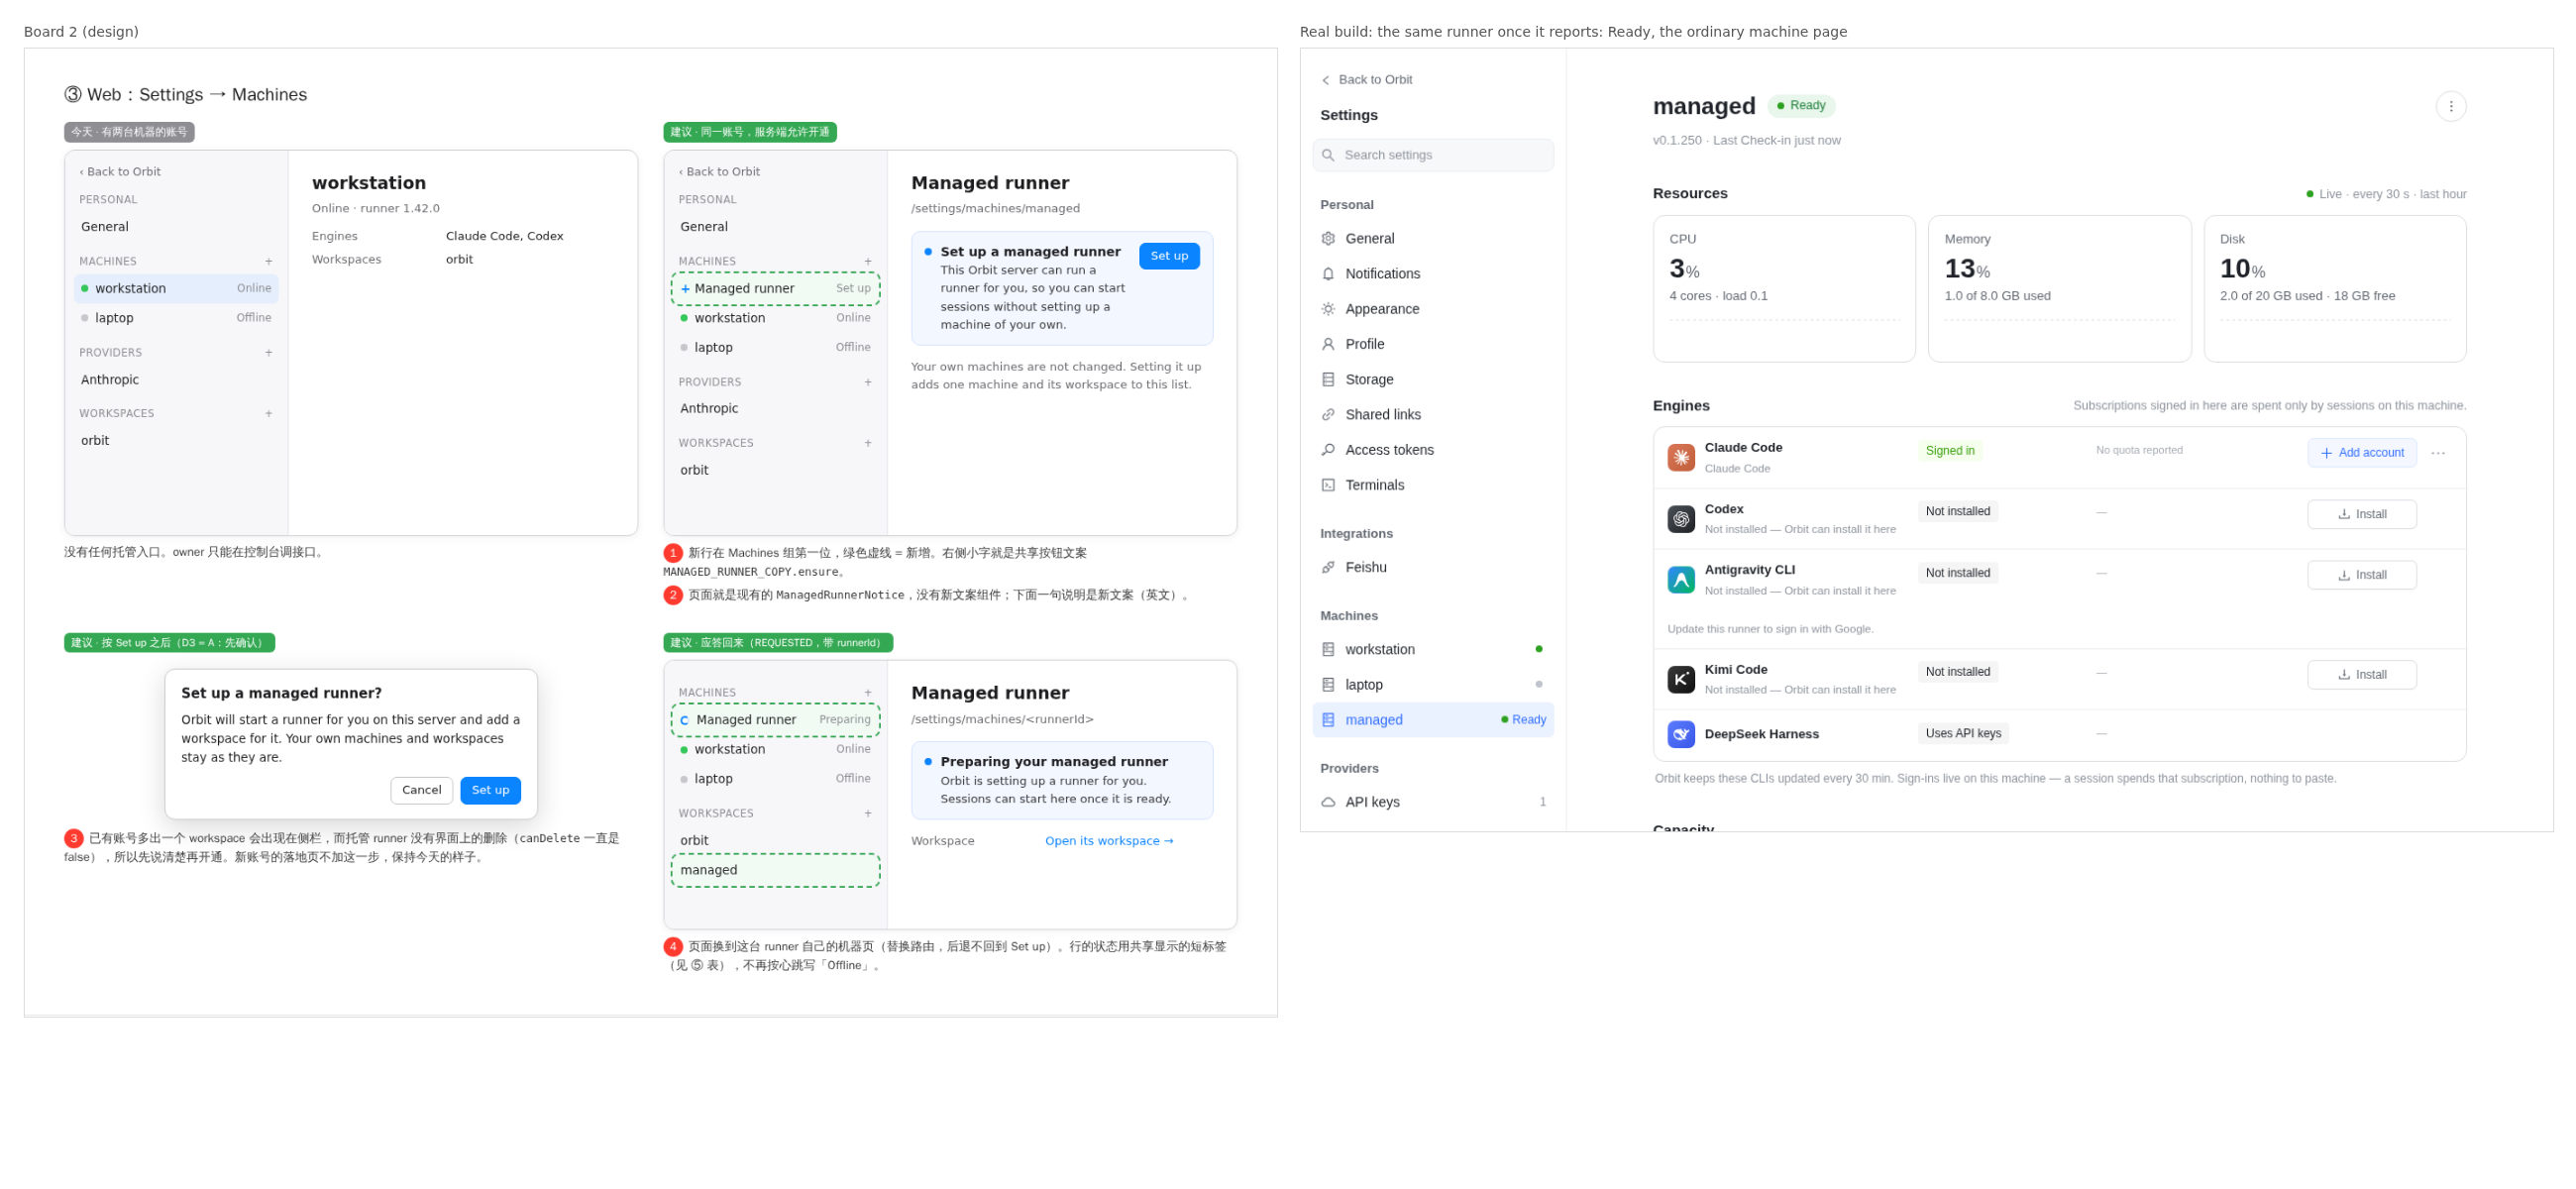 Board 2 (design)
③ Web：Settings → Machines
今天 · 有两台机器的账号
‹ Back to Orbit
PERSONAL
General
MACHINES +
workstation Online
laptop Offline
PROVIDERS +
Anthropic
WORKSPACES +
orbit
workstation
Online · runner 1.42.0
Engines Claude Code, Codex
Workspaces orbit
没有任何托管入口。owner 只能在控制台调接口。
建议 · 同一账号，服务端允许开通
‹ Back to Orbit
PERSONAL
General
MACHINES +
+ Managed runner Set up
workstation Online
laptop Offline
PROVIDERS +
Anthropic
WORKSPACES +
orbit
Managed runner
/settings/machines/managed
Set up a managed runner
This Orbit server can run a
runner for you, so you can start
sessions without setting up a
machine of your own.
Set up
Your own machines are not changed. Setting it up
adds one machine and its workspace to this list.
1 新行在 Machines 组第一位，绿色虚线 = 新增。右侧小字就是共享按钮文案
MANAGED_RUNNER_COPY.ensure。
2 页面就是现有的 ManagedRunnerNotice，没有新文案组件；下面一句说明是新文案（英文）。
建议 · 按 Set up 之后（D3 = A：先确认）
Set up a managed runner?
Orbit will start a runner for you on this server and add a
workspace for it. Your own machines and workspaces
stay as they are.
Cancel Set up
3 已有账号多出一个 workspace 会出现在侧栏，而托管 runner 没有界面上的删除（canDelete 一直是
false），所以先说清楚再开通。新账号的落地页不加这一步，保持今天的样子。
建议 · 应答回来（REQUESTED，带 runnerId）
MACHINES +
Managed runner Preparing
workstation Online
laptop Offline
WORKSPACES +
orbit
managed
Managed runner
/settings/machines/<runnerId>
Preparing your managed runner
Orbit is setting up a runner for you.
Sessions can start here once it is ready.
Workspace Open its workspace →
4 页面换到这台 runner 自己的机器页（替换路由，后退不回到 Set up）。行的状态用共享显示的短标签
（见 ⑤ 表），不再按心跳写「Offline」。
Real build: the same runner once it reports: Ready, the ordinary machine page
Back to Orbit
Settings
Search settings
Personal
General
Notifications
Appearance
Profile
Storage
Shared links
Access tokens
Terminals
Integrations
Feishu
Machines
workstation
laptop
managed Ready
Providers
API keys 1
managed Ready
v0.1.250 · Last Check-in just now
Resources Live · every 30 s · last hour
CPU
3%
4 cores · load 0.1
Memory
13%
1.0 of 8.0 GB used
Disk
10%
2.0 of 20 GB used · 18 GB free
Engines Subscriptions signed in here are spent only by sessions on this machine.
Claude Code Signed in No quota reported + Add account ···
Claude Code
Codex Not installed — Install
Not installed — Orbit can install it here
Antigravity CLI Not installed — Install
Not installed — Orbit can install it here
Update this runner to sign in with Google.
Kimi Code Not installed — Install
Not installed — Orbit can install it here
DeepSeek Harness Uses API keys —
Orbit keeps these CLIs updated every 30 min. Sign-ins live on this machine — a session spends that subscription, nothing to paste.
Capacity